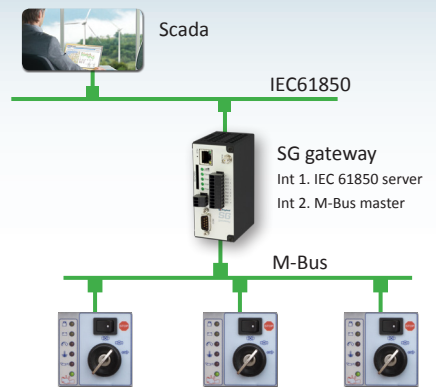 Scada
IEC61850
SG gateway
Int 1. IEC 61850 server
Int 2. M-Bus master
M-Bus